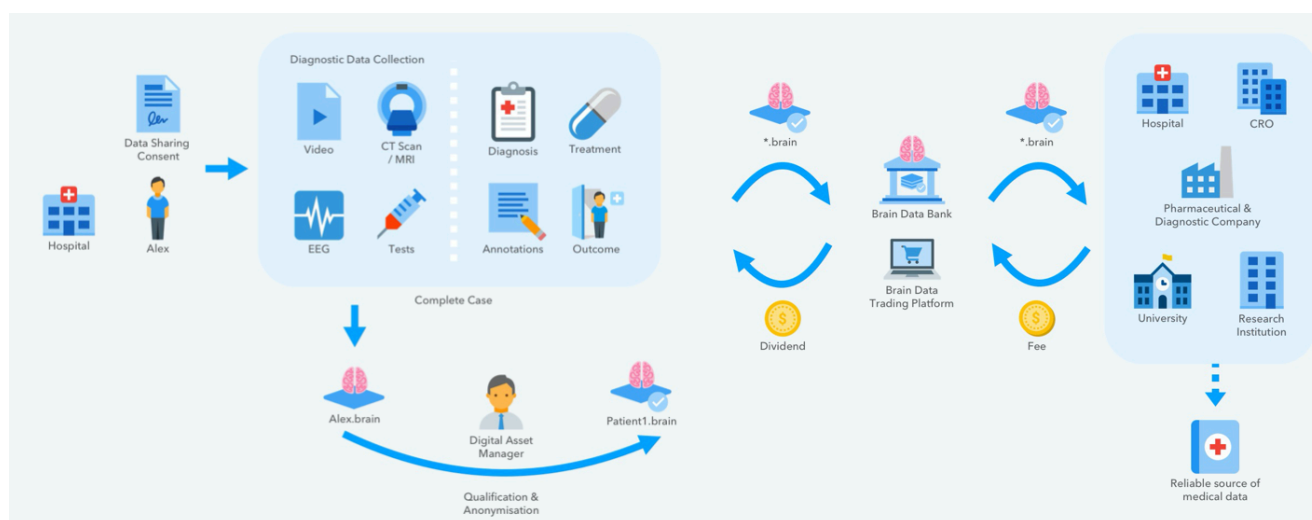 Diagnostic Data Collection
Data Sharing
Consent
Hospital
Alex
Video
CT Scan
/ MRI
Diagnosis
Treatment
EEG
Tests
Annotations
Outcome
Complete Case
Alex.brain
Digital Asset
Manager
Patient1.brain
Qualification &
Anonymisation
*.brain
Brain Data Bank
Brain Data
Trading Platform
Dividend
*.brain
Fee
Hospital
CRO
Pharmaceutical &
Diagnostic Company
University
Research
Institution
Reliable source of
medical data